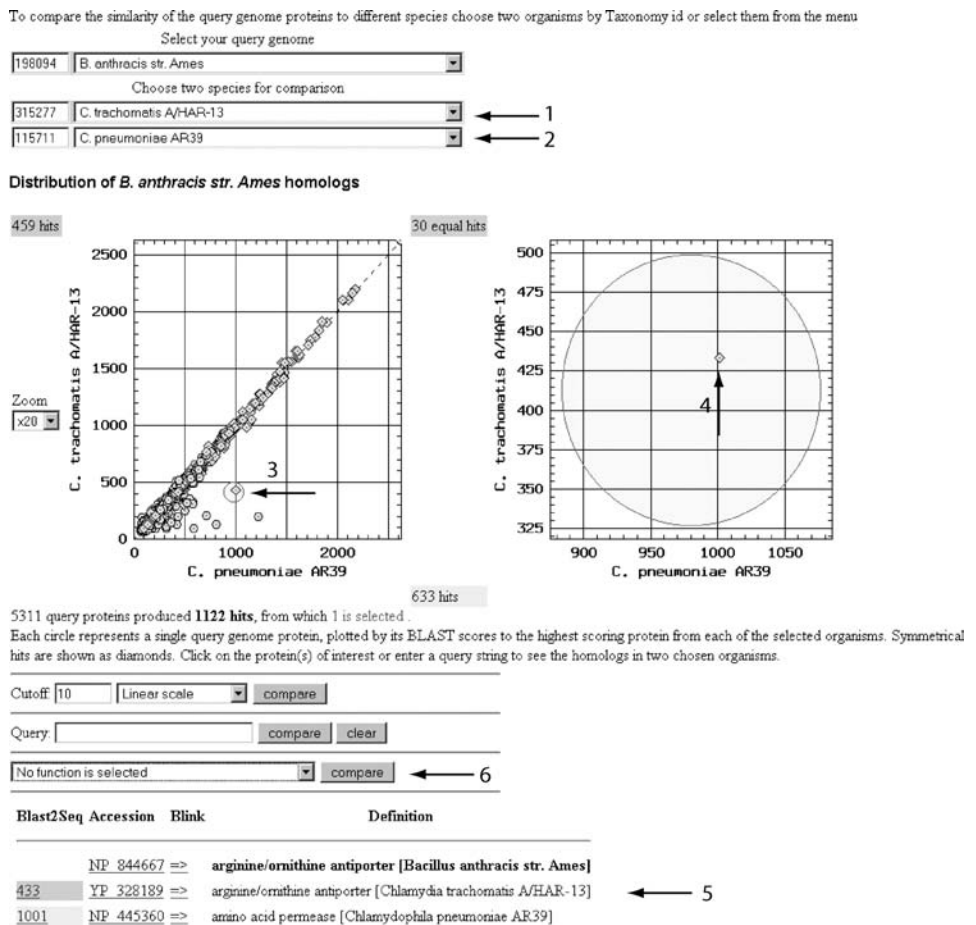 To compare the similarity of the query genome proteins to different species choose two organisms by Taxonomy id or select them from the menu
Select your query genome
198094 B. anthracis str. Ames
Choose two species for comparison
315277 C. trachomatis A/HAR-13 1
115711 C. pneumoniae AR39 2
Distribution of B. anthracis str. Ames homologs
459 hits
30 equal hits
Zoom
x20
C. trachomatis A/HAR-13
2500
2000
1500
1000
500
0
3
0 1000 2000
C. pneumoniae AR39
C. trachomatis A/HAR-13
500
475
450
425
400
375
350
325
4
900 950 1000 1050
C. pneumoniae AR39
633 hits
5311 query proteins produced 1122 hits, from which 1 is selected .
Each circle represents a single query genome protein, plotted by its BLAST scores to the highest scoring protein from each of the selected organisms. Symmetrical
hits are shown as diamonds. Click on the protein(s) of interest or enter a query string to see the homologs in two chosen organisms.
Cutoff: 10 Linear scale compare
Query: compare clear
No function is selected compare 6
Blast2Seq Accession Blink Definition
NP_844667 => arginine/ornithine antiporter [Bacillus anthracis str. Ames]
433 YP_328189 => arginine/ornithine antiporter [Chlamydia trachomatis A/HAR-13] 5
1001 NP_445360 => amino acid permease [Chlamydophila pneumoniae AR39]